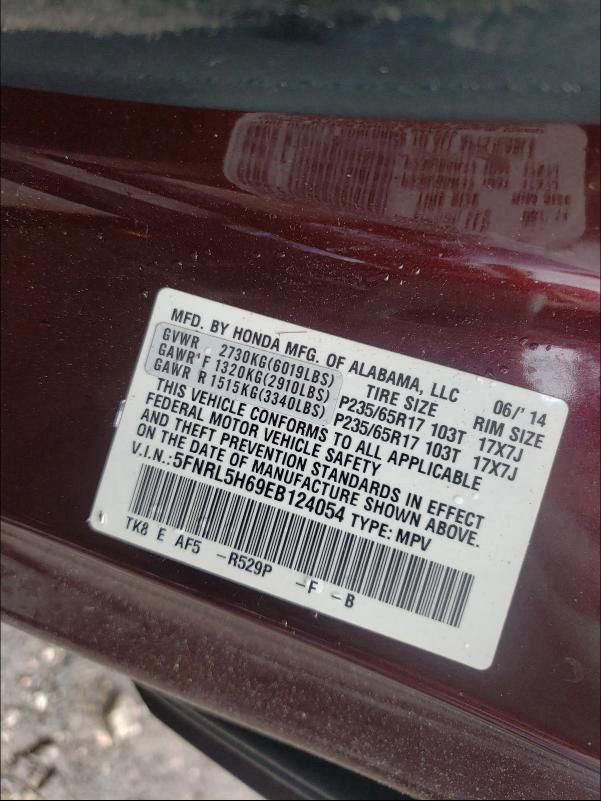 MFD. BY HONDA MFG. OF ALABAMA, LLC 06/'14
GVWR 2730KG(6019LBS) TIRE SIZE RIM SIZE
GAWR F 1320KG(2910LBS) P235/65R17 103T 17X7J
GAWR R 1515KG(3340LBS) P235/65R17 103T 17X7J
THIS VEHICLE CONFORMS TO ALL APPLICABLE
FEDERAL MOTOR VEHICLE SAFETY
AND THEFT PREVENTION STANDARDS IN EFFECT
ON THE DATE OF MANUFACTURE SHOWN ABOVE.
V.I.N.:5FNRL5H69EB124054 TYPE: MPV
TK8 E AF5 -R529P -F -B